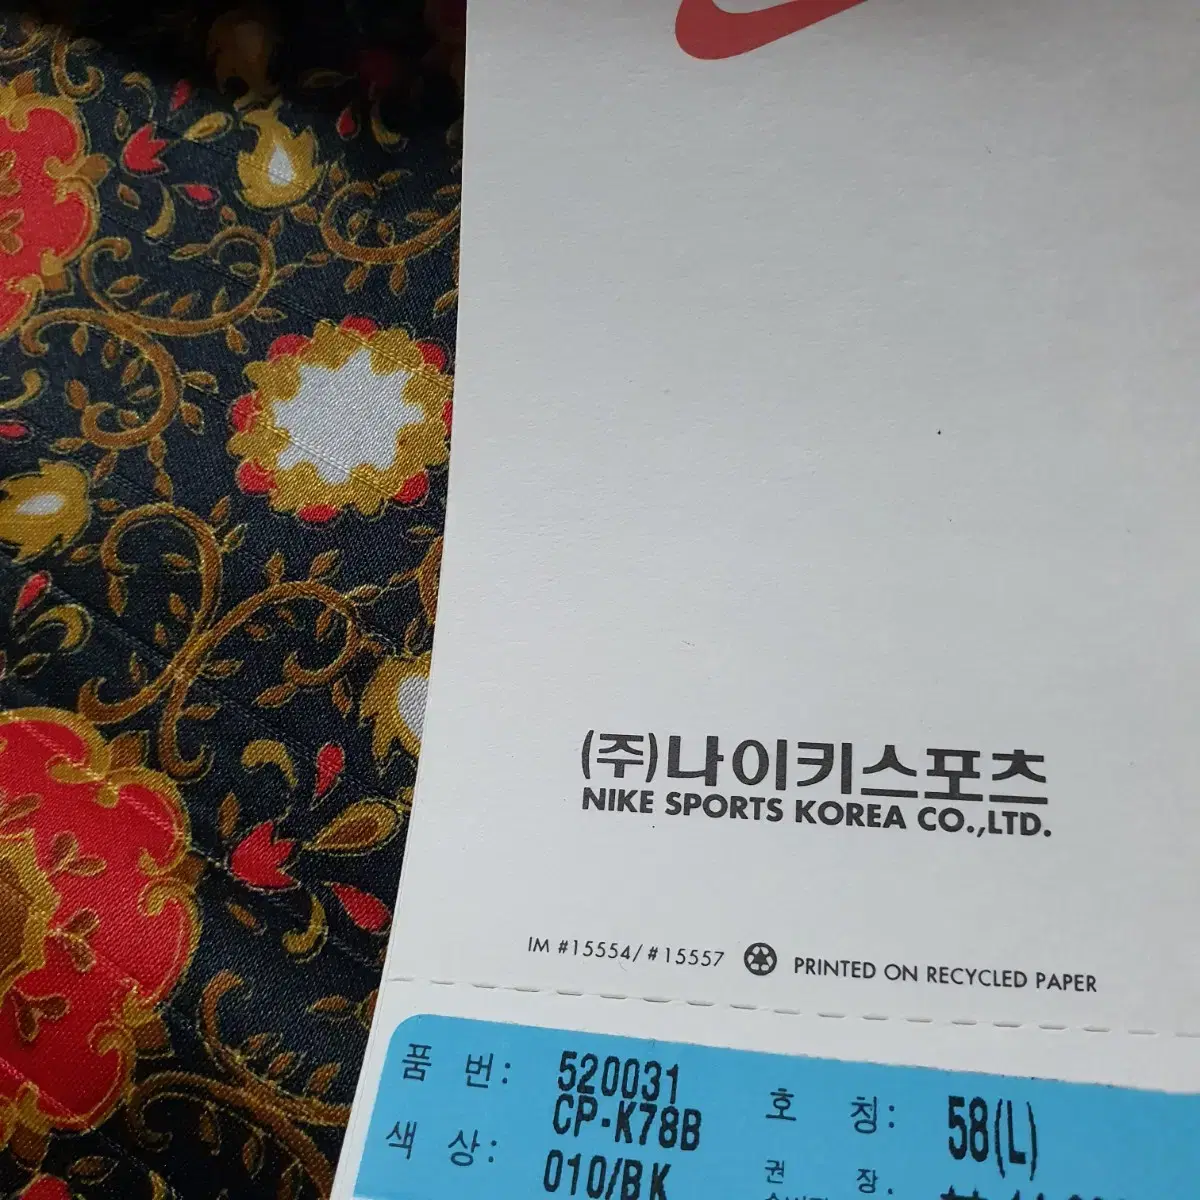 (주)나이키스포츠
NIKE SPORTS KOREA CO.,LTD.
IM #15554/#15557 PRINTED ON RECYCLED PAPER
품 번: 520031
CP-K78B
호 칭: 58(L)
색 상: 010/BK
권 장.